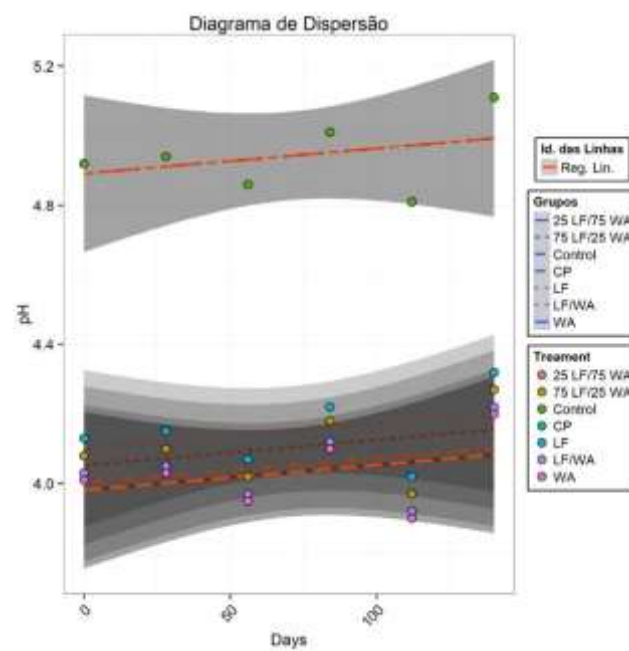 Diagrama de Dispersão
5.2
4.8
4.4
4.0
pH
0
50
100
Days
Id. das Linhas
Reg. Lin.
Grupos
25 LF/75 WA
75 LF/25 WA
Control
CP
LF
LF/WA
WA
Treament
25 LF/75 WA
75 LF/25 WA
Control
CP
LF
LF/WA
WA